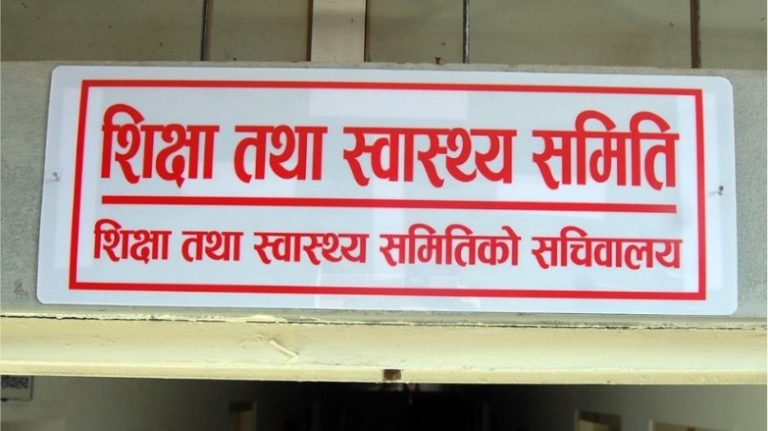 शिक्षा तथा स्वास्थ्य समिति
शिक्षा तथा स्वास्थ्य समितिको सचिवालय